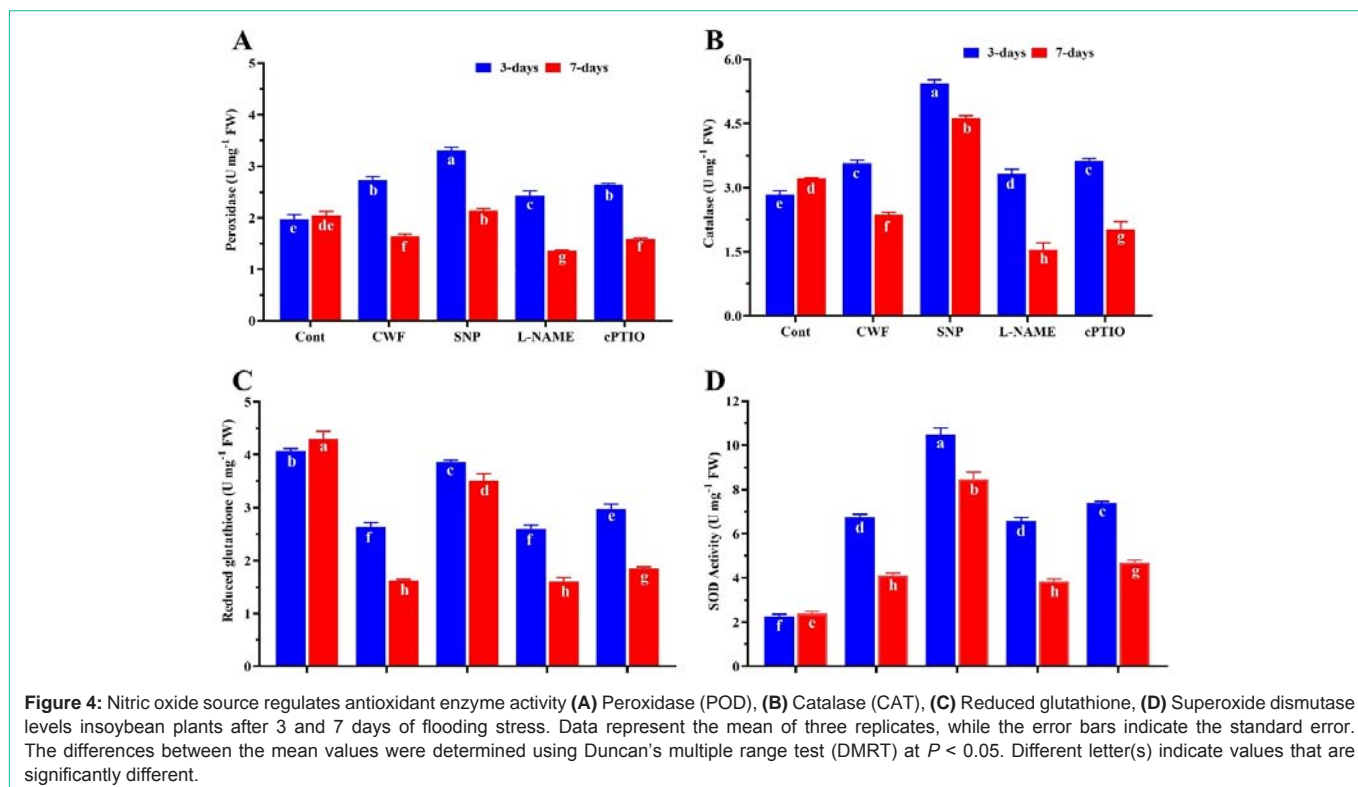 A
3-days 7-days
Peroxidase (U mg⁻¹ FW)
5
4
3
2
1
0
e de b f a b c g b f
Cont CWF SNP L-NAME cPTIO
B
3-days 7-days
Catalase (U mg⁻¹ FW)
6.0
4.5
3.0
1.5
0.0
e d c f a b d h c g
Cont CWF SNP L-NAME cPTIO
C
Reduced glutathione (U mg⁻¹ FW)
5
4
3
2
1
0
b a f h c d f h e g
D
SOD Activity (U mg⁻¹ FW)
12
10
8
6
4
2
0
f e d h a b d h c g
Figure 4: Nitric oxide source regulates antioxidant enzyme activity (A) Peroxidase (POD), (B) Catalase (CAT), (C) Reduced glutathione, (D) Superoxide dismutase
levels insoybean plants after 3 and 7 days of flooding stress. Data represent the mean of three replicates, while the error bars indicate the standard error.
The differences between the mean values were determined using Duncan's multiple range test (DMRT) at P < 0.05. Different letter(s) indicate values that are
significantly different.